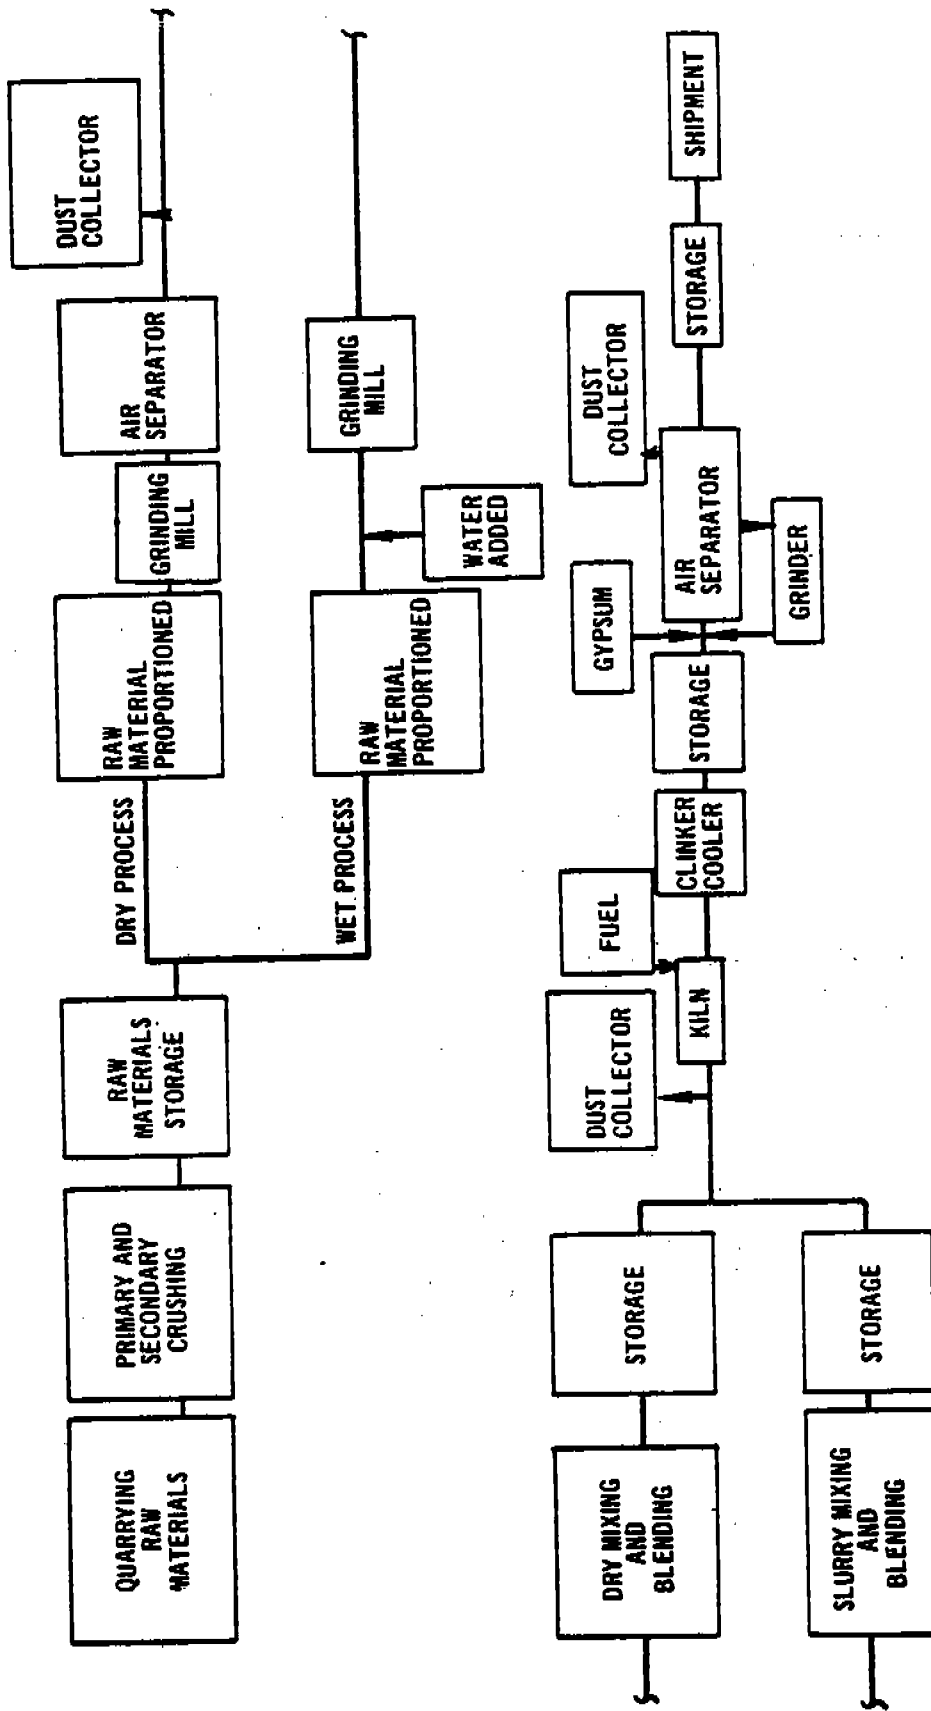 QUARRYING
RAW
MATERIALS
PRIMARY AND
SECONDARY
CRUSHING
RAW
MATERIALS
STORAGE
DRY PROCESS
RAW
MATERIAL
PROPORTIONED
GRINDING
MILL
AIR
SEPARATOR
DUST
COLLECTOR
WET PROCESS
RAW
MATERIAL
PROPORTIONED
WATER
ADDED
GRINDING
MILL
DRY MIXING
AND
BLENDING
STORAGE
SLURRY MIXING
AND
BLENDING
STORAGE
DUST
COLLECTOR
KILN
FUEL
CLINKER
COOLER
STORAGE
GYPSUM
AIR
SEPARATOR
GRINDER
DUST
COLLECTOR
STORAGE
SHIPMENT